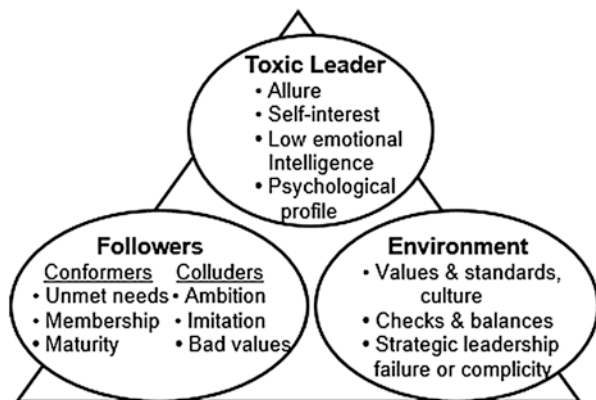 Toxic Leader
• Allure
• Self-interest
• Low emotional
Intelligence
• Psychological
profile
Followers
Conformers Colluders
• Unmet needs • Ambition
• Membership • Imitation
• Maturity • Bad values
Environment
• Values & standards,
culture
• Checks & balances
• Strategic leadership
failure or complicity